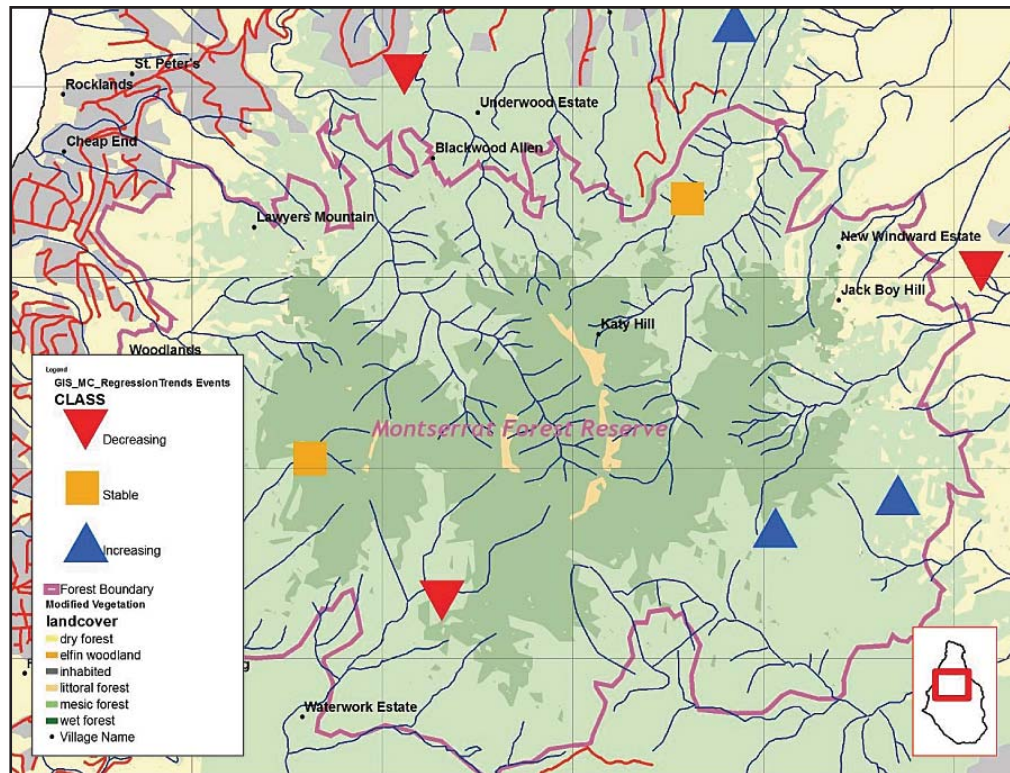 St. Peter's
Rocklands
Underwood Estate
Cheap End
Blackwood Allen
Lawyers Mountain
New Windward Estate
Jack Boy Hill
Katy Hill
Woodlands
Montserrat Forest Reserve
Legend
GIS_MC_RegressionTrends Events
CLASS
Decreasing
Stable
Increasing
Forest Boundary
Modified Vegetation
landcover
dry forest
elfin woodland
inhabited
littoral forest
mesic forest
wet forest
Village Name
Waterwork Estate